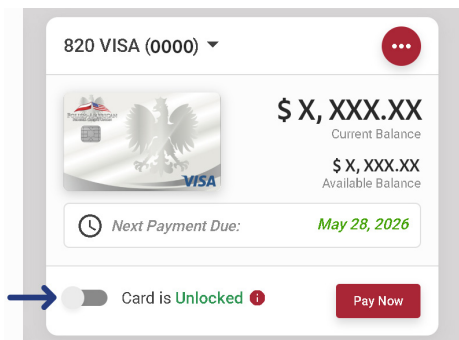 820 VISA (0000)
$ X, XXX.XX
Current Balance
$ X, XXX.XX
Available Balance
VISA
Next Payment Due:
May 28, 2026
Card is Unlocked
Pay Now